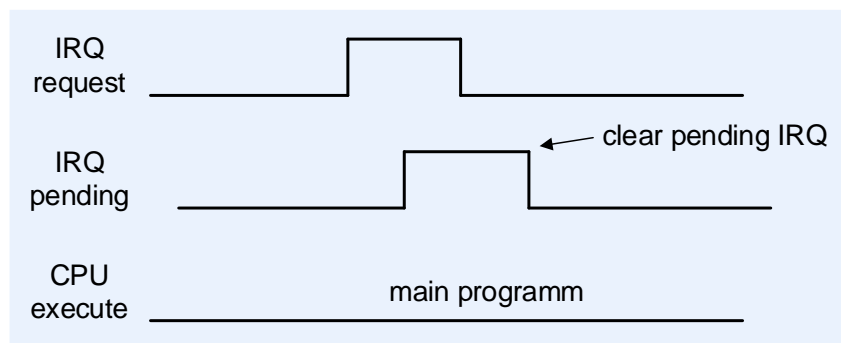 IRQ
request
clear pending IRQ
IRQ
pending
CPU
execute
main programm